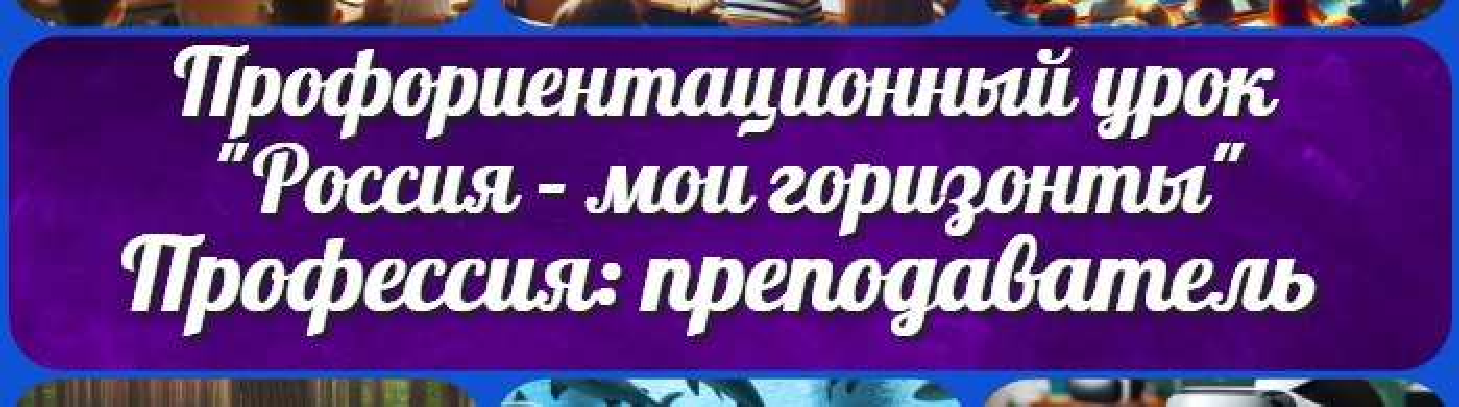 Профориентационный урок
"Россия - мои горизонты"
Профессия: преподаватель